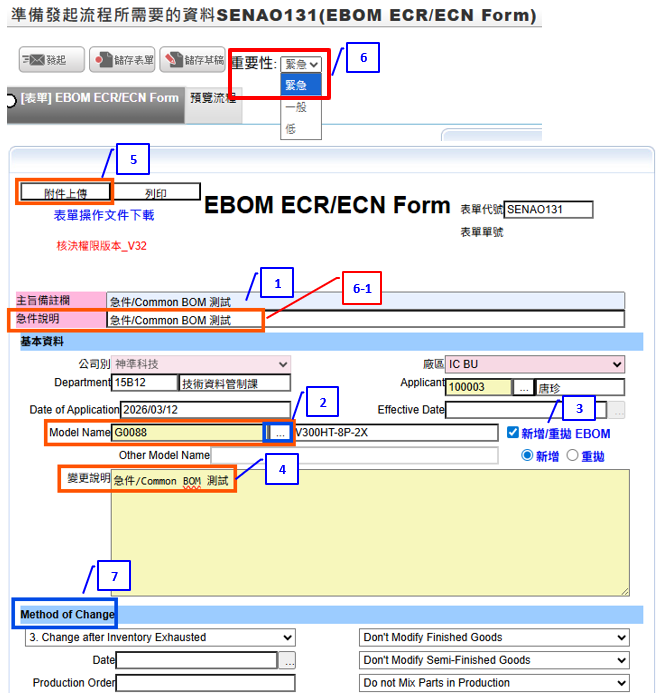 準備發起流程所需要的資料SENAO131(EBOM ECR/ECN Form)
發起 儲存表單 儲存草稿 重要性: 緊急
6
緊急
一般
低
[表單] EBOM ECR/ECN Form 預覽流程
5
附件上傳 列印
表單操作文件下載
EBOM ECR/ECN Form
表單代號 SENAO131
表單單號
核決權限版本_V32
1
6-1
主旨備註欄 急件/Common BOM 測試
急件說明 急件/Common BOM 測試
基本資料
公司別 神準科技 廠區 IC BU
Department 15B12 技術資料管制課 Applicant 100003 ... 唐珍
Date of Application 2026/03/12 Effective Date ...
2
3
Model Name G0088 ... V300HT-8P-2X 新增/重拋 EBOM
Other Model Name 新增 重拋
4
變更說明 急件/Common BOM 測試
7
Method of Change
3. Change after Inventory Exhausted Don't Modify Finished Goods
Date ... Don't Modify Semi-Finished Goods
Production Order Do not Mix Parts in Production